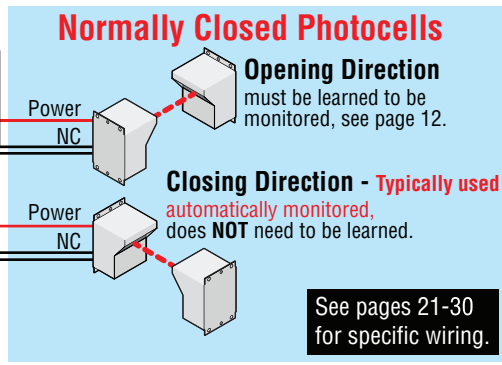 Normally Closed Photocells
Opening Direction
must be learned to be
monitored, see page 12.
Power
NC
Closing Direction - Typically used
automatically monitored,
does NOT need to be learned.
Power
NC
See pages 21-30
for specific wiring.